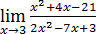 lim x→3 x²+4x−21 / 2x²−7x+3